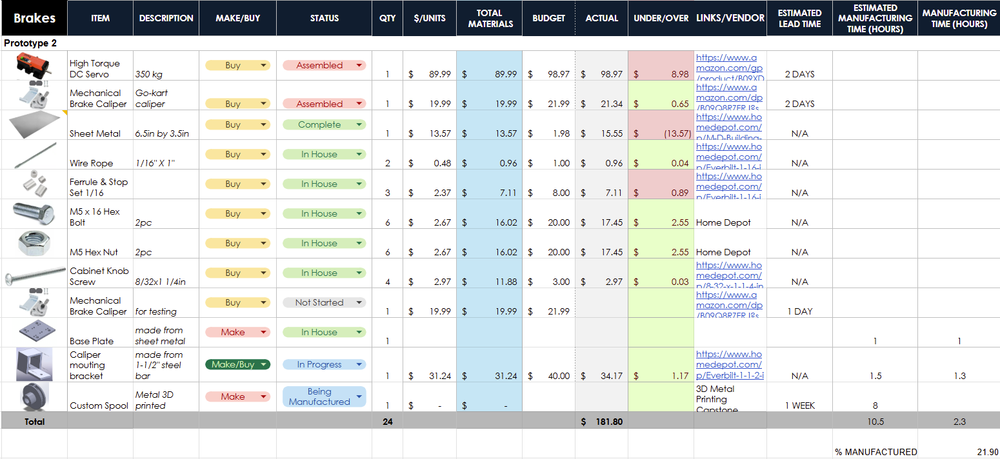 Brakes ITEM DESCRIPTION MAKE/BUY STATUS QTY $/UNITS TOTAL MATERIALS BUDGET ACTUAL UNDER/OVER LINKS/VENDOR ESTIMATED LEAD TIME ESTIMATED MANUFACTURING TIME (HOURS) MANUFACTURING TIME (HOURS)
Prototype 2
High Torque DC Servo 350 kg Buy Assembled 1 $ 89.99 $ 89.99 $ 98.97 $ 98.97 $ 8.98 https://www.amazon.com/gp/product/B09XD 2 DAYS
Mechanical Brake Caliper Go-kart caliper Buy Assembled 1 $ 19.99 $ 19.99 $ 21.99 $ 21.34 $ 0.65 https://www.amazon.com/dp/B09Q8RZFRJ?s 2 DAYS
Sheet Metal 6.5in by 3.5in Buy Complete 1 $ 13.57 $ 13.57 $ 1.98 $ 15.55 $ (13.57) https://www.homedepot.com/p/M-D-Building- N/A
Wire Rope 1/16" X 1" Buy In House 2 $ 0.48 $ 0.96 $ 1.00 $ 0.96 $ 0.04 https://www.homedepot.com/p/Everbilt-1-16-i N/A
Ferrule & Stop Set 1/16 Buy In House 3 $ 2.37 $ 7.11 $ 8.00 $ 7.11 $ 0.89 https://www.homedepot.com/p/Everbilt-1-16-i N/A
M5 x 16 Hex Bolt 2pc Buy In House 6 $ 2.67 $ 16.02 $ 20.00 $ 17.45 $ 2.55 Home Depot N/A
M5 Hex Nut 2pc Buy In House 6 $ 2.67 $ 16.02 $ 20.00 $ 17.45 $ 2.55 Home Depot N/A
Cabinet Knob Screw 8/32x1 1/4in Buy In House 4 $ 2.97 $ 11.88 $ 3.00 $ 2.97 $ 0.03 https://www.homedepot.com/p/8-32-x-1-1-4-in N/A
Mechanical Brake Caliper for testing Buy Not Started 1 $ 19.99 $ 19.99 $ 21.99 https://www.amazon.com/dp/B09Q8RZFRJ?s 1 DAY
Base Plate made from sheet metal Make In House 1 1 1
Caliper mouting bracket made from 1-1/2" steel bar Make/Buy In Progress 1 $ 31.24 $ 31.24 $ 40.00 $ 34.17 $ 1.17 https://www.homedepot.com/p/Everbilt-1-1-2-i N/A 1.5 1.3
Custom Spool Metal 3D printed Make Being Manufactured 1 $ - $ - 3D Metal Printing Capstone 1 WEEK 8
Total 24 $ 181.80 10.5 2.3
% MANUFACTURED 21.90